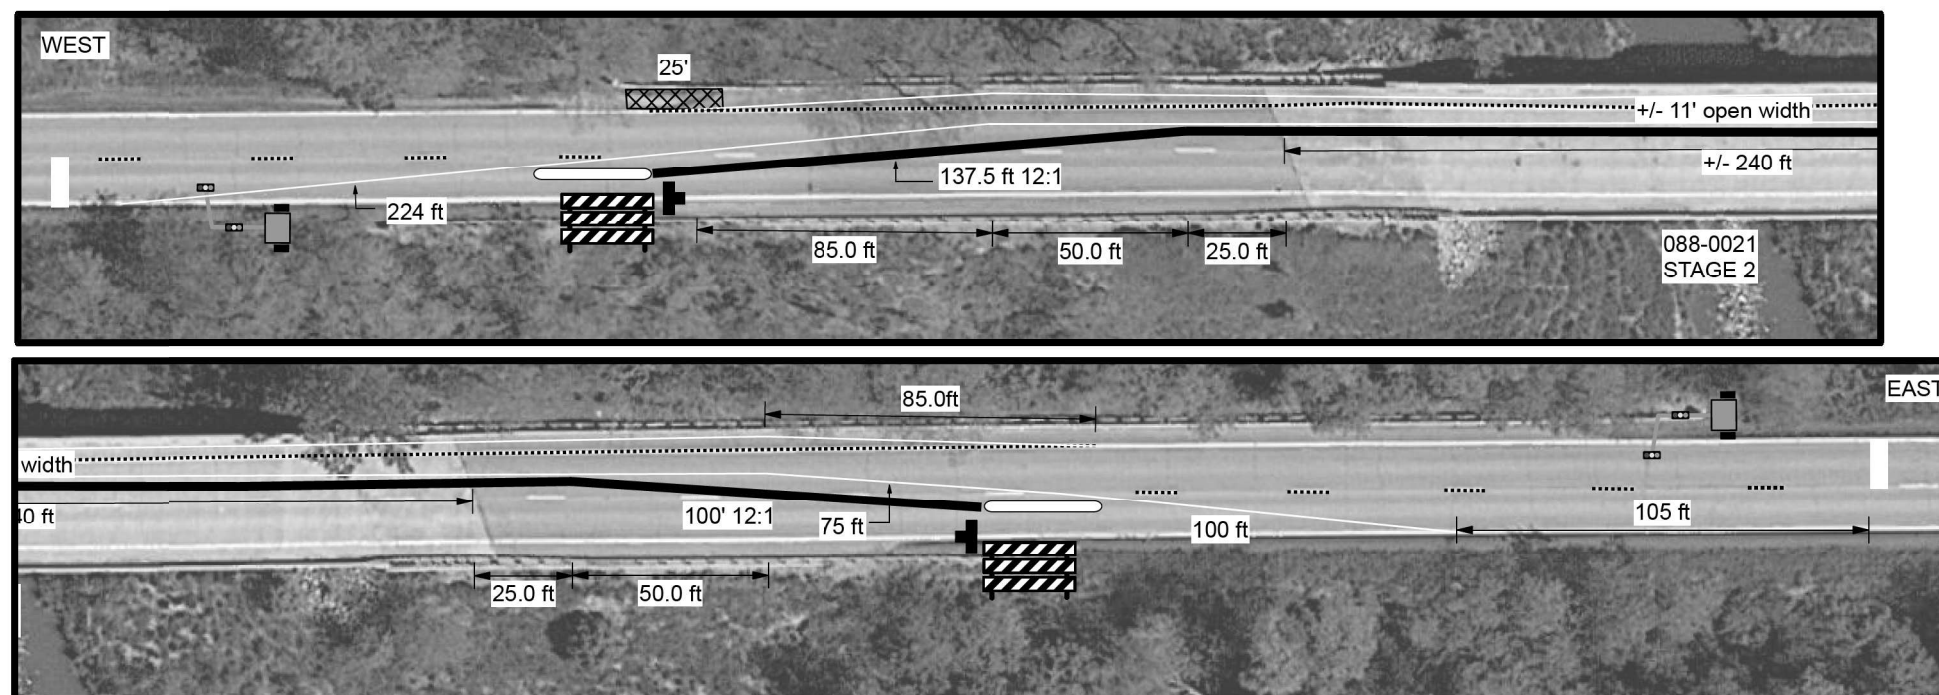 WEST
25'
+/- 11' open width
137.5 ft 12:1
+/- 240 ft
224 ft
85.0 ft
50.0 ft
25.0 ft
088-0021
STAGE 2
85.0ft
EAST
width
40 ft
100' 12:1
75 ft
100 ft
105 ft
25.0 ft
50.0 ft